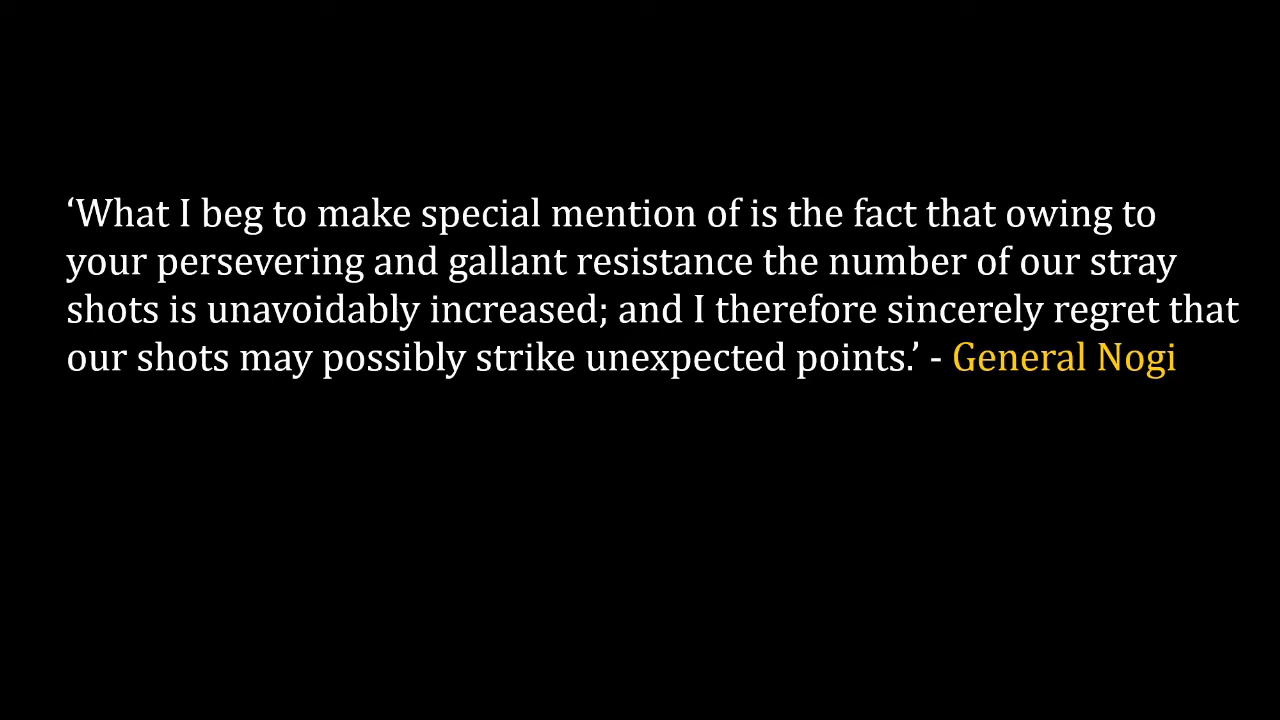 ‘What I beg to make special mention of is the fact that owing to
your persevering and gallant resistance the number of our stray
shots is unavoidably increased; and I therefore sincerely regret that
our shots may possibly strike unexpected points.’ - General Nogi